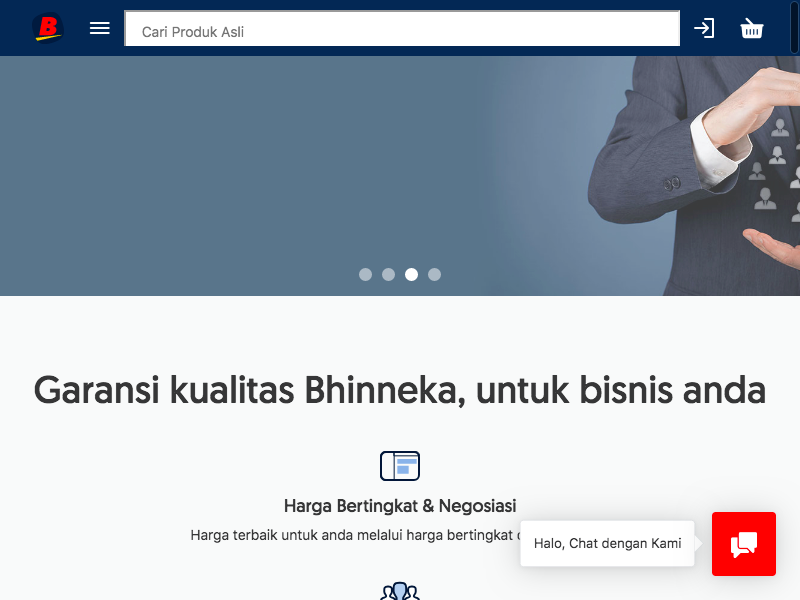 B
Cari Produk Asli
Garansi kualitas Bhinneka, untuk bisnis anda
Harga Bertingkat & Negosiasi
Harga terbaik untuk anda melalui harga bertingkat
Halo, Chat dengan Kami